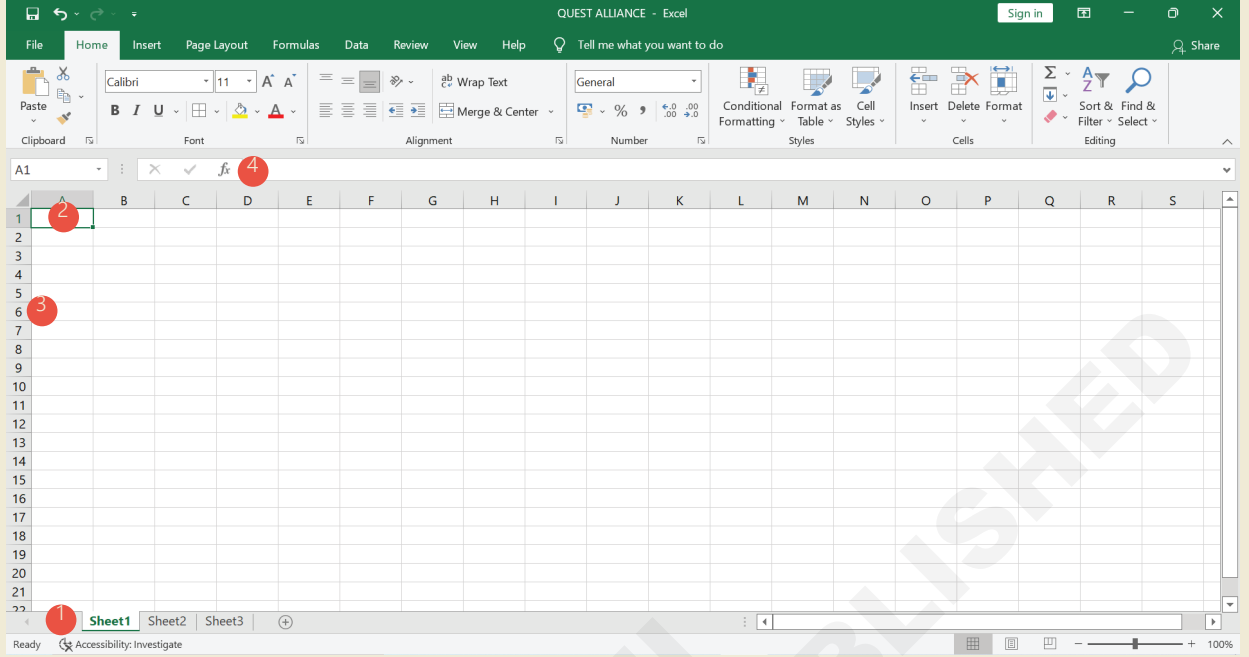 QUEST ALLIANCE - Excel
Sign in
File Home Insert Page Layout Formulas Data Review View Help Tell me what you want to do Share
Calibri 11 A A ab Wrap Text General
Paste B I U A Merge & Center % Conditional Formatting Format as Table Cell Styles Insert Delete Format Sort & Filter Find & Select
Clipboard Font Alignment Number Styles Cells Editing
A1 fx 4
A B C D E F G H I J K L M N O P Q R S
1 2
2
3
4
5
6 3
7
8
9
10
11
12
13
14
15
16
17
18
19
20
21
22
1 Sheet1 Sheet2 Sheet3
Ready Accessibility: Investigate 100%